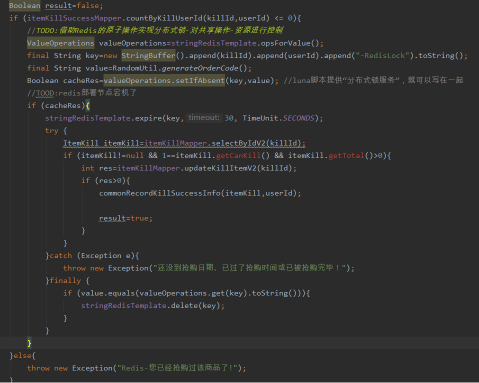 Boolean result=false;
if (itemKillSuccessMapper.countByKillUserId(killId,userId) <= 0){
//TODO:借助Redis的原子操作实现分布式锁-对共享操作-资源进行控制
ValueOperations valueOperations=stringRedisTemplate.opsForValue();
final String key=new StringBuffer().append(killId).append(userId).append("-RedisLock").toString();
final String value=RandomUtil.generateOrderCode();
Boolean cacheRes=valueOperations.setIfAbsent(key,value); //luna脚本提供“分布式锁服务”,就可以写在一起
//TOOD:redis部署节点宕机了
if (cacheRes){
stringRedisTemplate.expire(key, timeout: 30, TimeUnit.SECONDS);
try {
ItemKill itemKill=itemKillMapper.selectByIdV2(killId);
if (itemKill!=null && 1==itemKill.getCanKill() && itemKill.getTotal()>0){
int res=itemKillMapper.updateKillItemV2(killId);
if (res>0){
commonRecordKillSuccessInfo(itemKill,userId);
result=true;
}
}
}catch (Exception e){
throw new Exception("还没到抢购日期、已过了抢购时间或已被抢购完毕!");
}finally {
if (value.equals(valueOperations.get(key).toString())){
stringRedisTemplate.delete(key);
}
}
}
}else{
throw new Exception("Redis-您已经抢购过该商品了!");
}